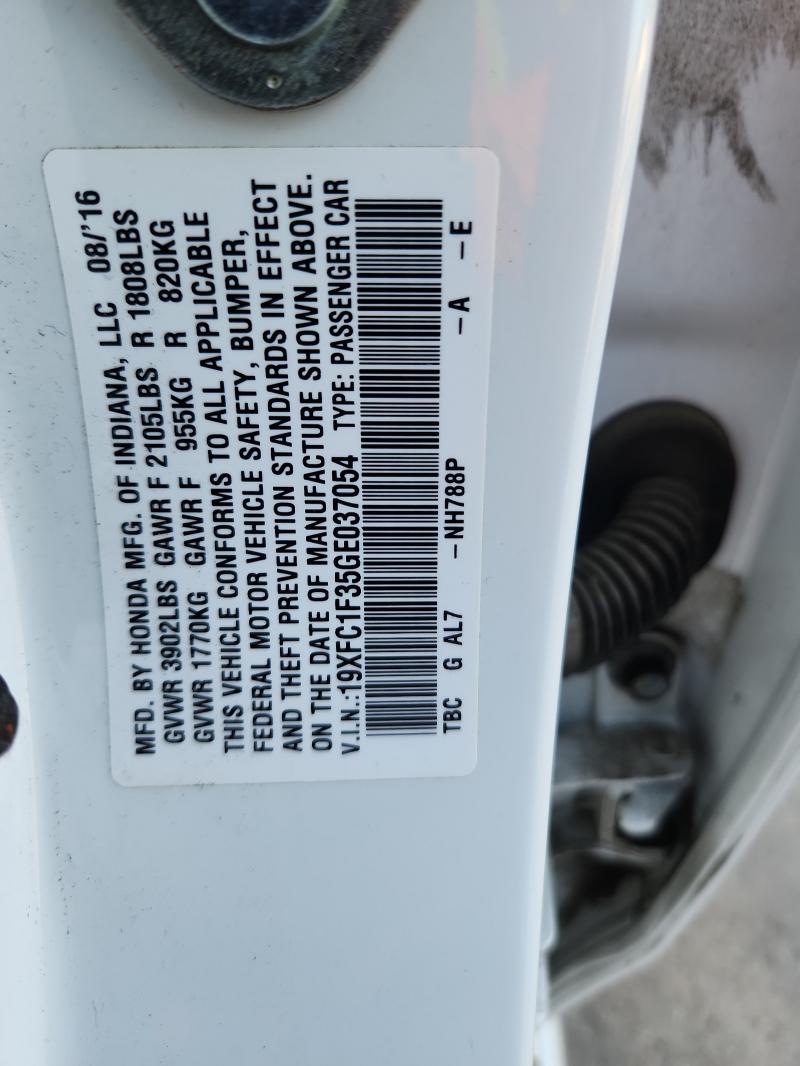 MFD. BY HONDA MFG. OF INDIANA, LLC 08/'16
GVWR 3902LBS GAWR F 2105LBS R 1808LBS
GVWR 1770KG GAWR F 955KG R 820KG
THIS VEHICLE CONFORMS TO ALL APPLICABLE
FEDERAL MOTOR VEHICLE SAFETY, BUMPER,
AND THEFT PREVENTION STANDARDS IN EFFECT
ON THE DATE OF MANUFACTURE SHOWN ABOVE.
V.I.N.:19XFC1F35GE037054 TYPE: PASSENGER CAR
TBC G AL7 –NH788P –A –E